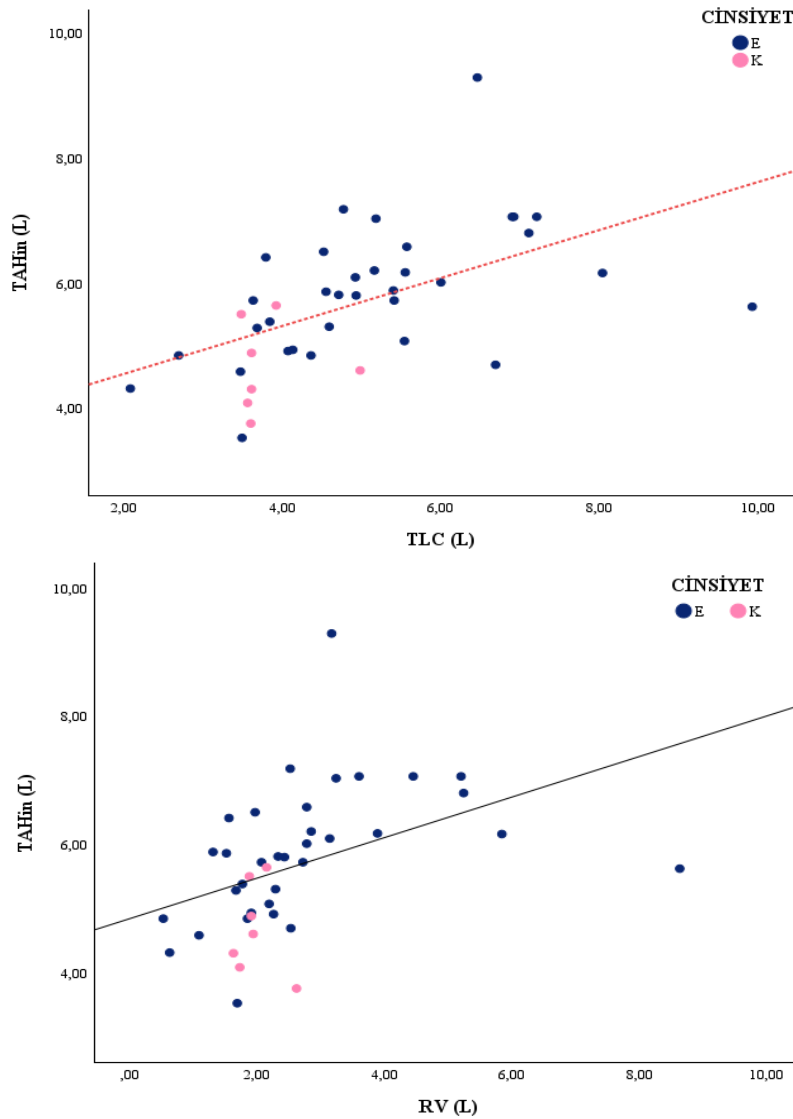 CİNSİYET
E
K
10,00
8,00
6,00
4,00
TAHin (L)
2,00 4,00 6,00 8,00 10,00
TLC (L)
CİNSİYET
E K
10,00
8,00
6,00
4,00
TAHin (L)
,00 2,00 4,00 6,00 8,00 10,00
RV (L)